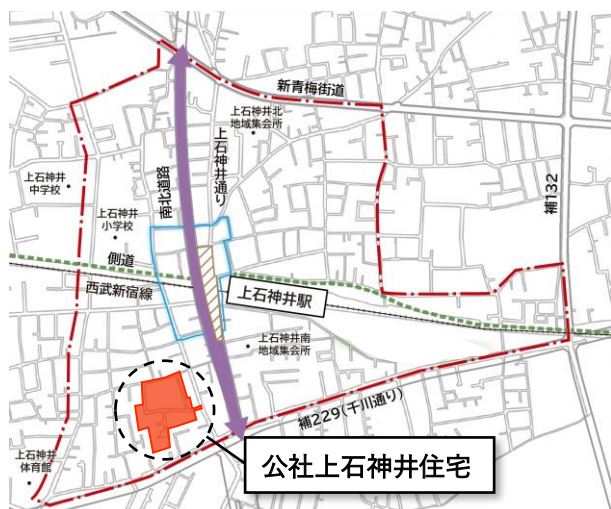 新青梅街道
上石神井北
地域集会所
上石神井通り
南北道路
上石神井
中学校
上石神井
小学校
補132
側道
西武新宿線
上石神井駅
上石神井南
地域集会所
補229(千川通り)
上石神井
体育館
公社上石神井住宅